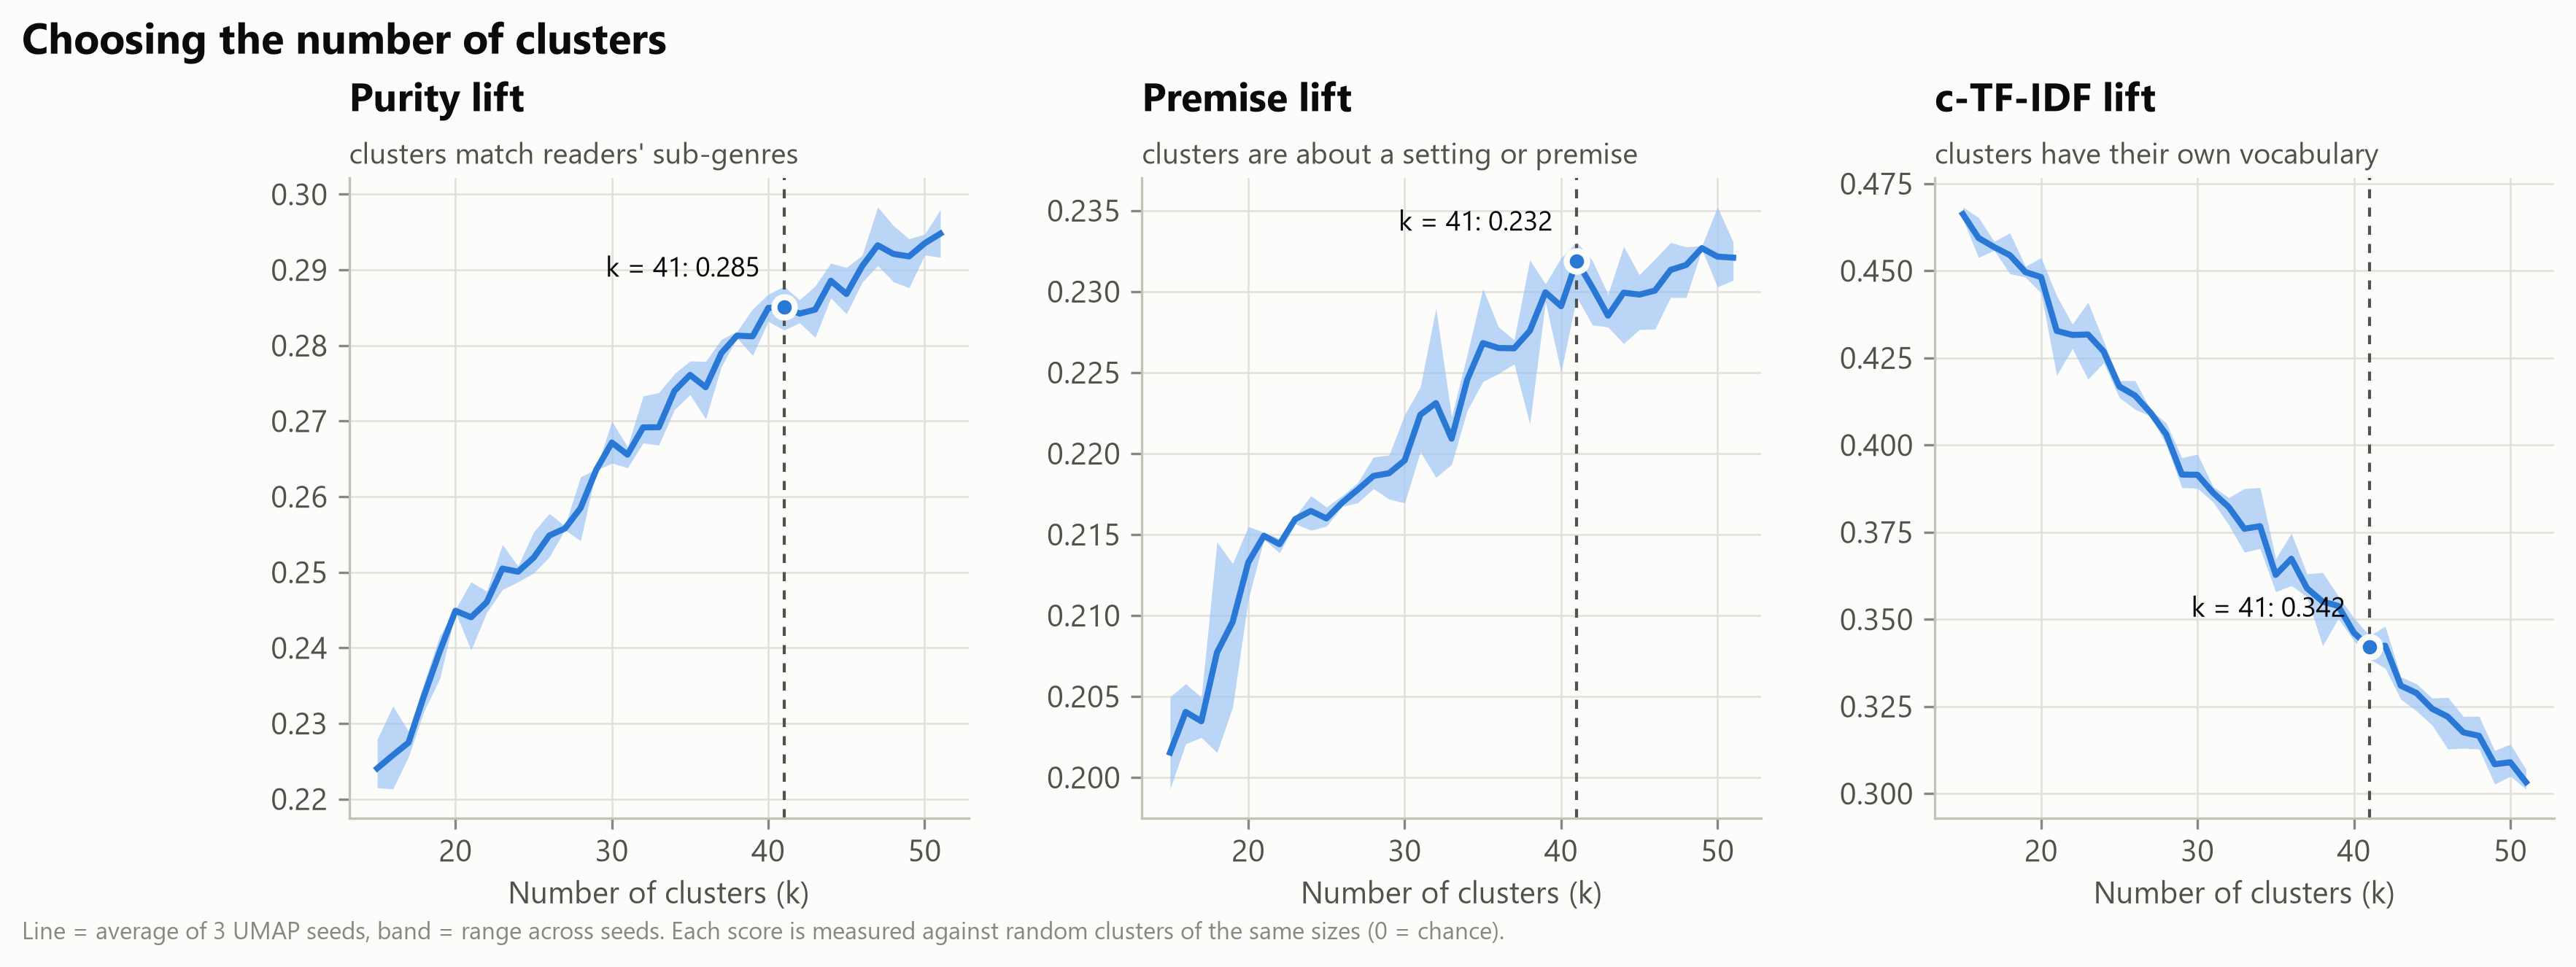 Choosing the number of clusters
Purity lift
clusters match readers' sub-genres
0.30
0.29
0.28
0.27
0.26
0.25
0.24
0.23
0.22
k = 41: 0.285
20 30 40 50
Number of clusters (k)
Premise lift
clusters are about a setting or premise
0.235
0.230
0.225
0.220
0.215
0.210
0.205
0.200
k = 41: 0.232
20 30 40 50
Number of clusters (k)
c-TF-IDF lift
clusters have their own vocabulary
0.475
0.450
0.425
0.400
0.375
0.350
0.325
0.300
k = 41: 0.342
20 30 40 50
Number of clusters (k)
Line = average of 3 UMAP seeds, band = range across seeds. Each score is measured against random clusters of the same sizes (0 = chance).